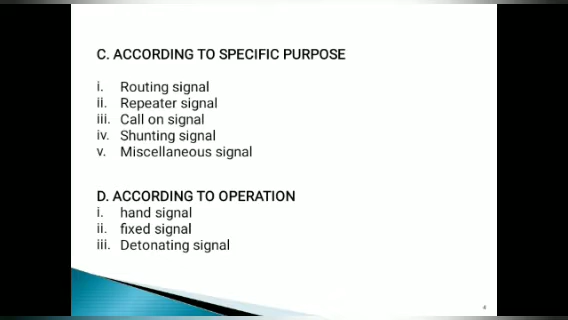 C. ACCORDING TO SPECIFIC PURPOSE
i. Routing signal
ii. Repeater signal
iii. Call on signal
iv. Shunting signal
v. Miscellaneous signal
D. ACCORDING TO OPERATION
i. hand signal
ii. fixed signal
iii. Detonating signal